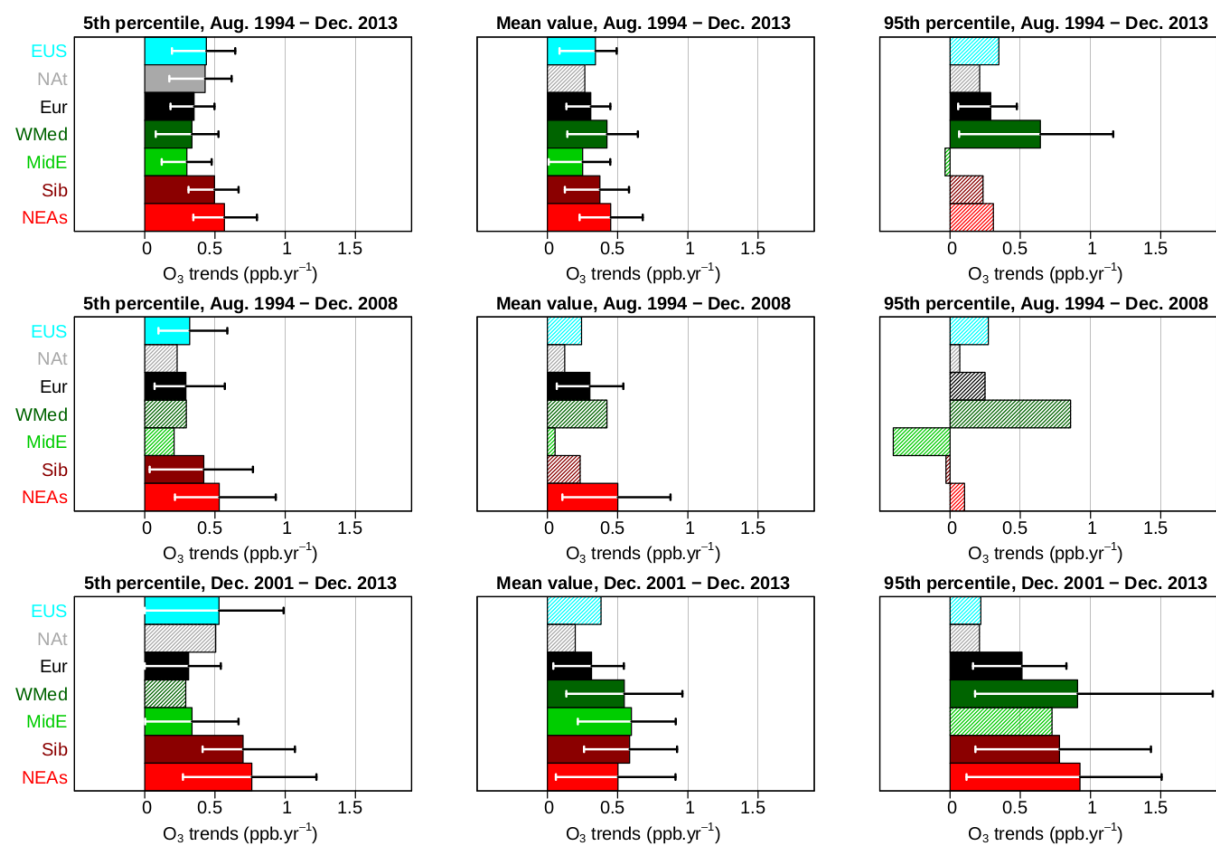 5th percentile, Aug. 1994 − Dec. 2013
Mean value, Aug. 1994 − Dec. 2013
95th percentile, Aug. 1994 − Dec. 2013
EUS
NAt
Eur
WMed
MidE
Sib
NEAs
0 0.5 1 1.5
0 0.5 1 1.5
0 0.5 1 1.5
O₃ trends (ppb.yr⁻¹)
O₃ trends (ppb.yr⁻¹)
O₃ trends (ppb.yr⁻¹)
5th percentile, Aug. 1994 − Dec. 2008
Mean value, Aug. 1994 − Dec. 2008
95th percentile, Aug. 1994 − Dec. 2008
EUS
NAt
Eur
WMed
MidE
Sib
NEAs
0 0.5 1 1.5
0 0.5 1 1.5
0 0.5 1 1.5
O₃ trends (ppb.yr⁻¹)
O₃ trends (ppb.yr⁻¹)
O₃ trends (ppb.yr⁻¹)
5th percentile, Dec. 2001 − Dec. 2013
Mean value, Dec. 2001 − Dec. 2013
95th percentile, Dec. 2001 − Dec. 2013
EUS
NAt
Eur
WMed
MidE
Sib
NEAs
0 0.5 1 1.5
0 0.5 1 1.5
0 0.5 1 1.5
O₃ trends (ppb.yr⁻¹)
O₃ trends (ppb.yr⁻¹)
O₃ trends (ppb.yr⁻¹)